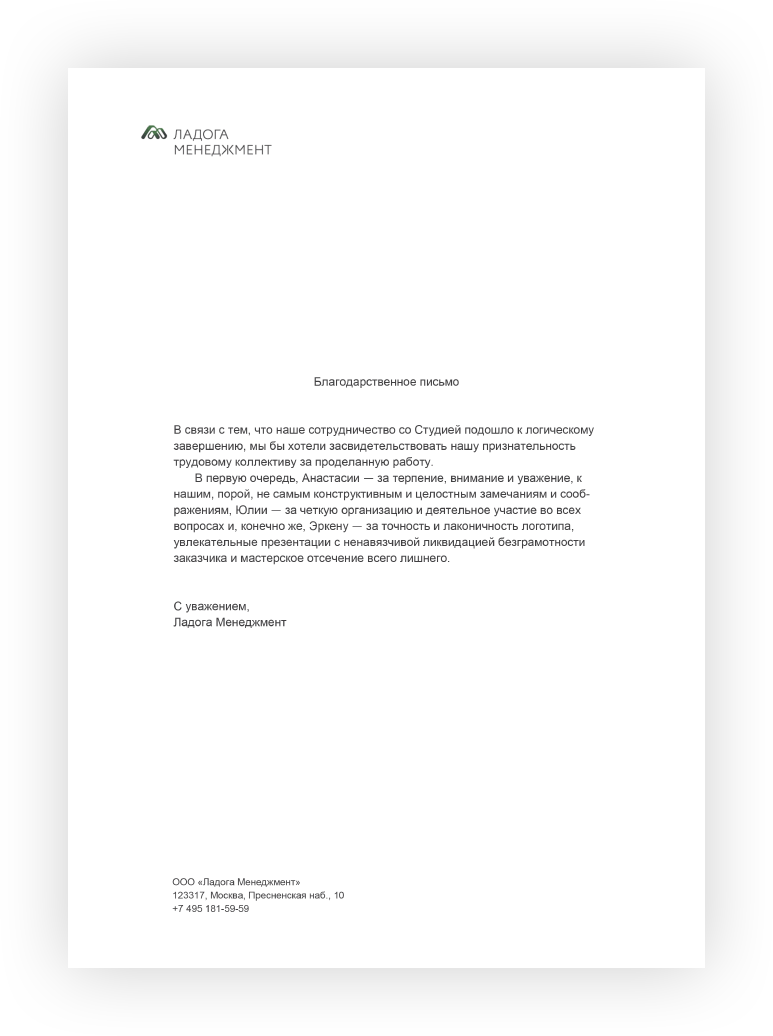 ЛАДОГА
МЕНЕДЖМЕНТ
Благодарственное письмо
В связи с тем, что наше сотрудничество со Студией подошло к логическому
завершению, мы бы хотели засвидетельствовать нашу признательность
трудовому коллективу за проделанную работу.
В первую очередь, Анастасии — за терпение, внимание и уважение, к
нашим, порой, не самым конструктивным и целостным замечаниям и сооб-
ражениям, Юлии — за четкую организацию и деятельное участие во всех
вопросах и, конечно же, Эркену — за точность и лаконичность логотипа,
увлекательные презентации с ненавязчивой ликвидацией безграмотности
заказчика и мастерское отсечение всего лишнего.
С уважением,
Ладога Менеджмент
ООО «Ладога Менеджмент»
123317, Москва, Пресненская наб., 10
+7 495 181-59-59